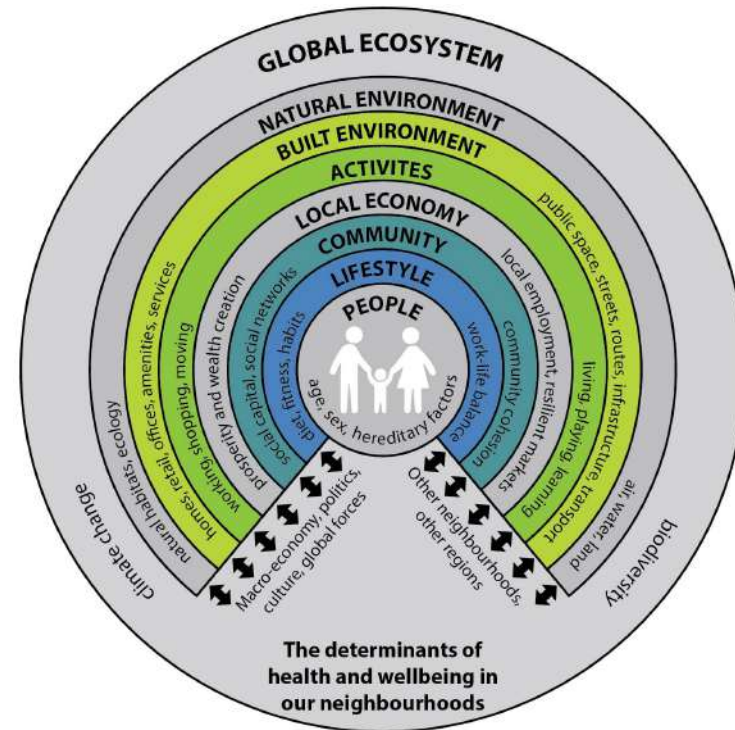 GLOBAL ECOSYSTEM
NATURAL ENVIRONMENT
BUILT ENVIRONMENT
ACTIVITES
LOCAL ECONOMY
COMMUNITY
LIFESTYLE
PEOPLE
age, sex, hereditary factors
diet, fitness, habits
work-life balance
social capital, social networks
community cohesion
prosperity and wealth creation
local employment, resilient markets
working, shopping, moving
living, playing, learning
homes, retail, offices, amenities, services
public space, streets, routes, infrastructure, transport
natural habitats, ecology
air, water, land
climate change
biodiversity
Macro-economy, politics,
culture, global forces
Other neighbourhoods,
other regions
The determinants of
health and wellbeing in
our neighbourhoods